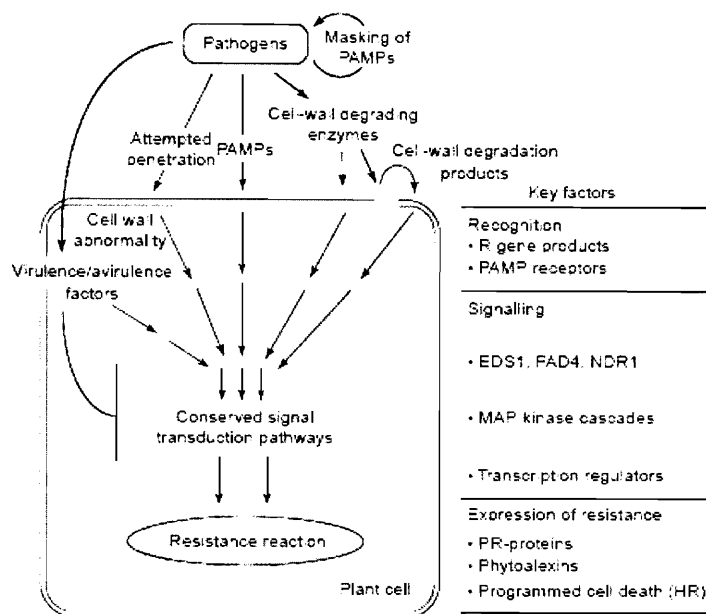 Pathogens
Masking of
PAMPs
Attempted
penetration
PAMPs
Cell-wall degrading
enzymes
Cell-wall degradation
products
Cell wall
abnormality
Virulence/avirulence
factors
Conserved signal
transduction pathways
Resistance reaction
Plant cell
Key factors
Recognition
• R gene products
• PAMP receptors
Signalling
• EDS1, PAD4, NDR1
• MAP kinase cascades
• Transcription regulators
Expression of resistance
• PR-proteins
• Phytoalexins
• Programmed cell death (HR)